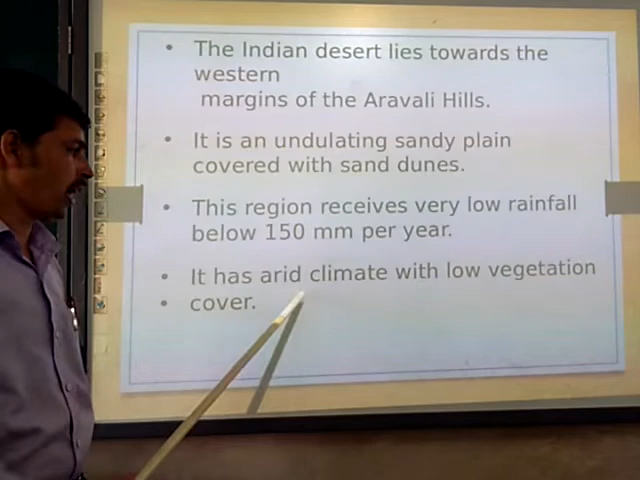 • The Indian desert lies towards the
western
margins of the Aravali Hills.
• It is an undulating sandy plain
covered with sand dunes.
• This region receives very low rainfall
below 150 mm per year.
• It has arid climate with low vegetation
• cover.